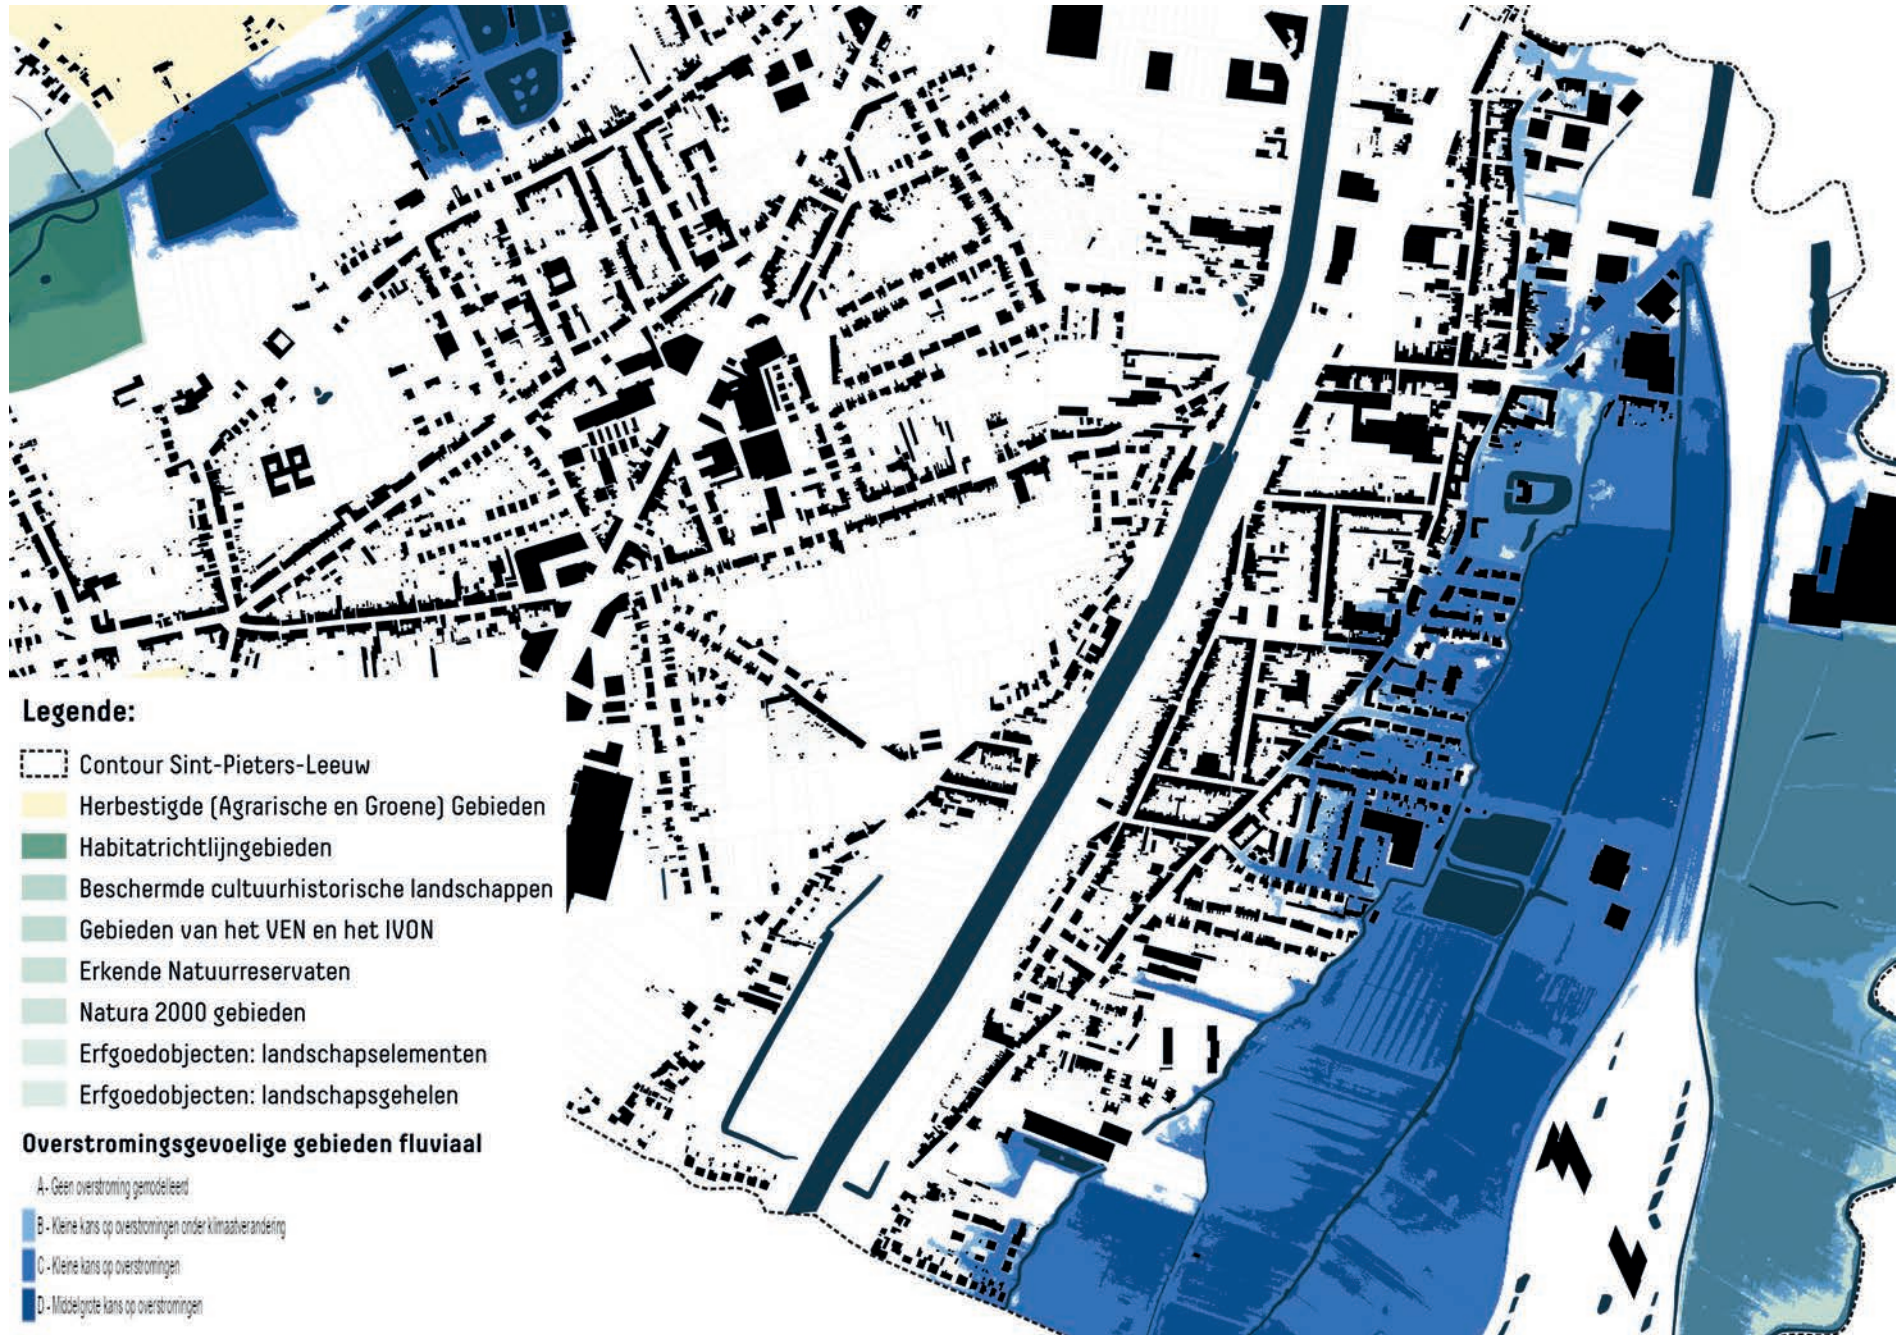 Legende:
Contour Sint-Pieters-Leeuw
Herbestigde (Agrarische en Groene) Gebieden
Habitatrichtlijngebieden
Beschermde cultuurhistorische landschappen
Gebieden van het VEN en het IVON
Erkende Natuurreservaten
Natura 2000 gebieden
Erfgoedobjecten: landschapselementen
Erfgoedobjecten: landschapsgehelen
Overstromingsgevoelige gebieden fluviaal
A- Geen overstroming gemodelleerd
B - Kleine kans op overstromingen onder klimaatverandering
C - Kleine kans op overstromingen
D - Middelgrote kans op overstromingen